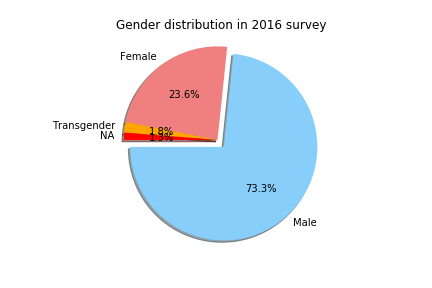 Gender distribution in 2016 survey
Female
23.6%
Transgender
1.8%
NA
1.3%
73.3%
Male